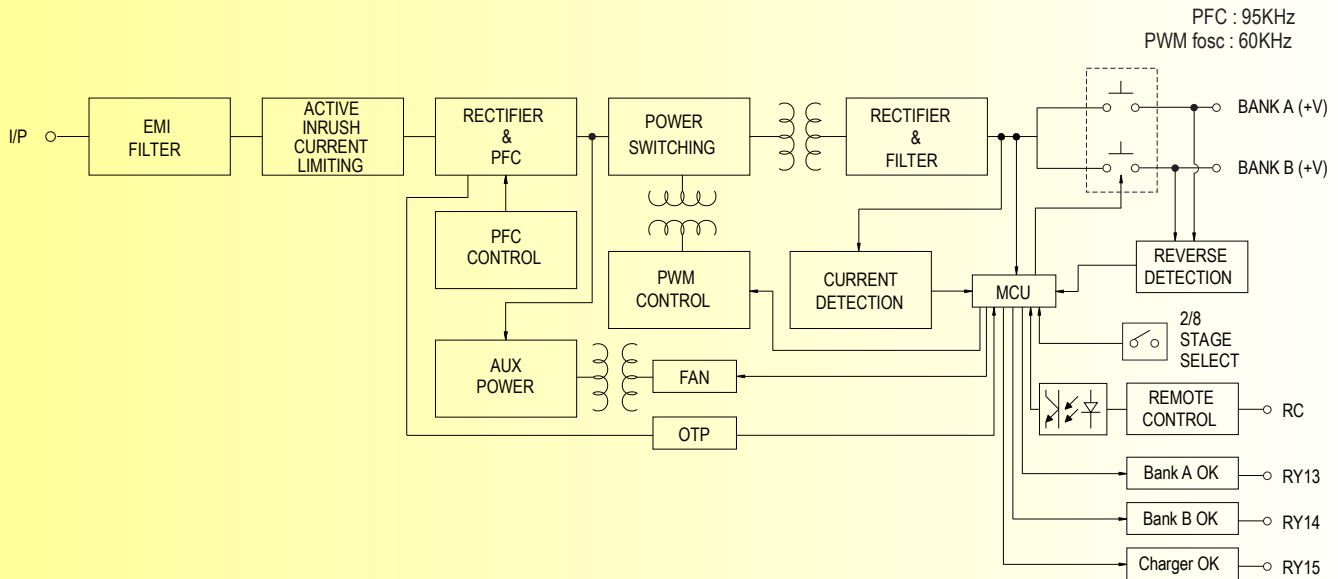 PFC : 95KHz
PWM fosc : 60KHz
I/P
EMI
FILTER
ACTIVE
INRUSH
CURRENT
LIMITING
RECTIFIER
&
PFC
POWER
SWITCHING
RECTIFIER
&
FILTER
BANK A (+V)
BANK B (+V)
PFC
CONTROL
PWM
CONTROL
CURRENT
DETECTION
MCU
REVERSE
DETECTION
2/8
STAGE
SELECT
AUX
POWER
FAN
OTP
REMOTE
CONTROL
RC
Bank A OK
RY13
Bank B OK
RY14
Charger OK
RY15